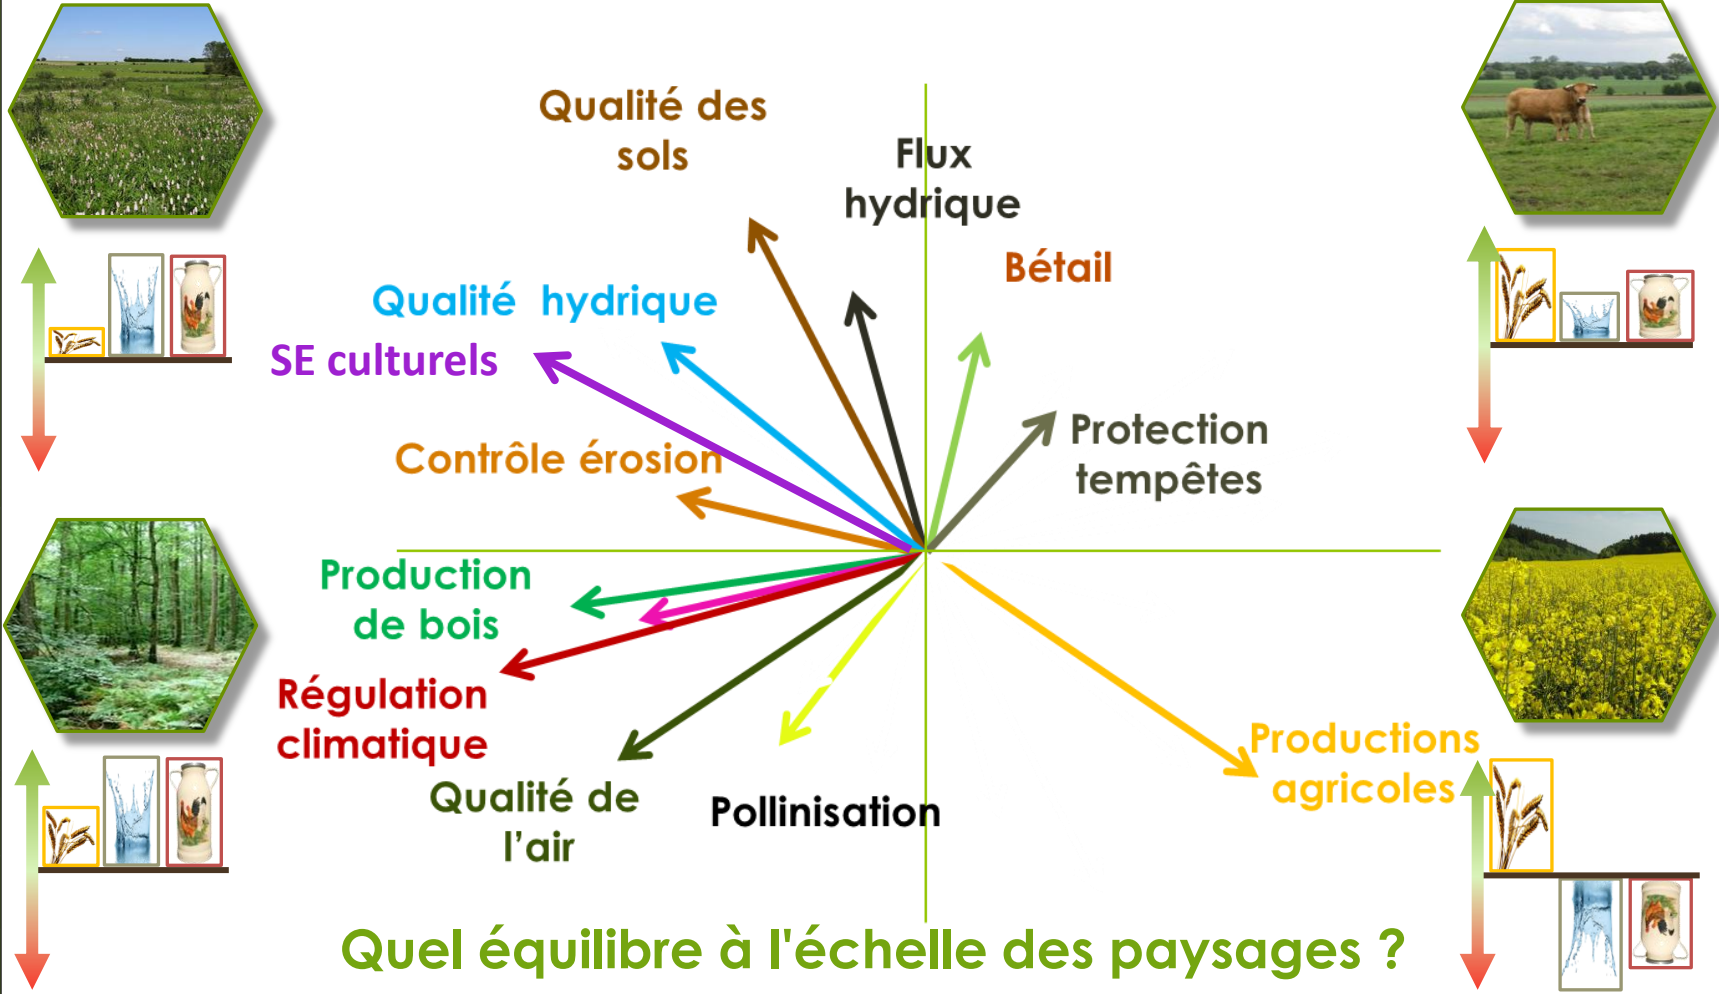 Qualité des
sols
Flux
hydrique
Bétail
Qualité hydrique
SE culturels
Contrôle érosion
Protection
tempêtes
Production
de bois
Régulation
climatique
Qualité de
l'air
Pollinisation
Productions
agricoles
Quel équilibre à l'échelle des paysages ?